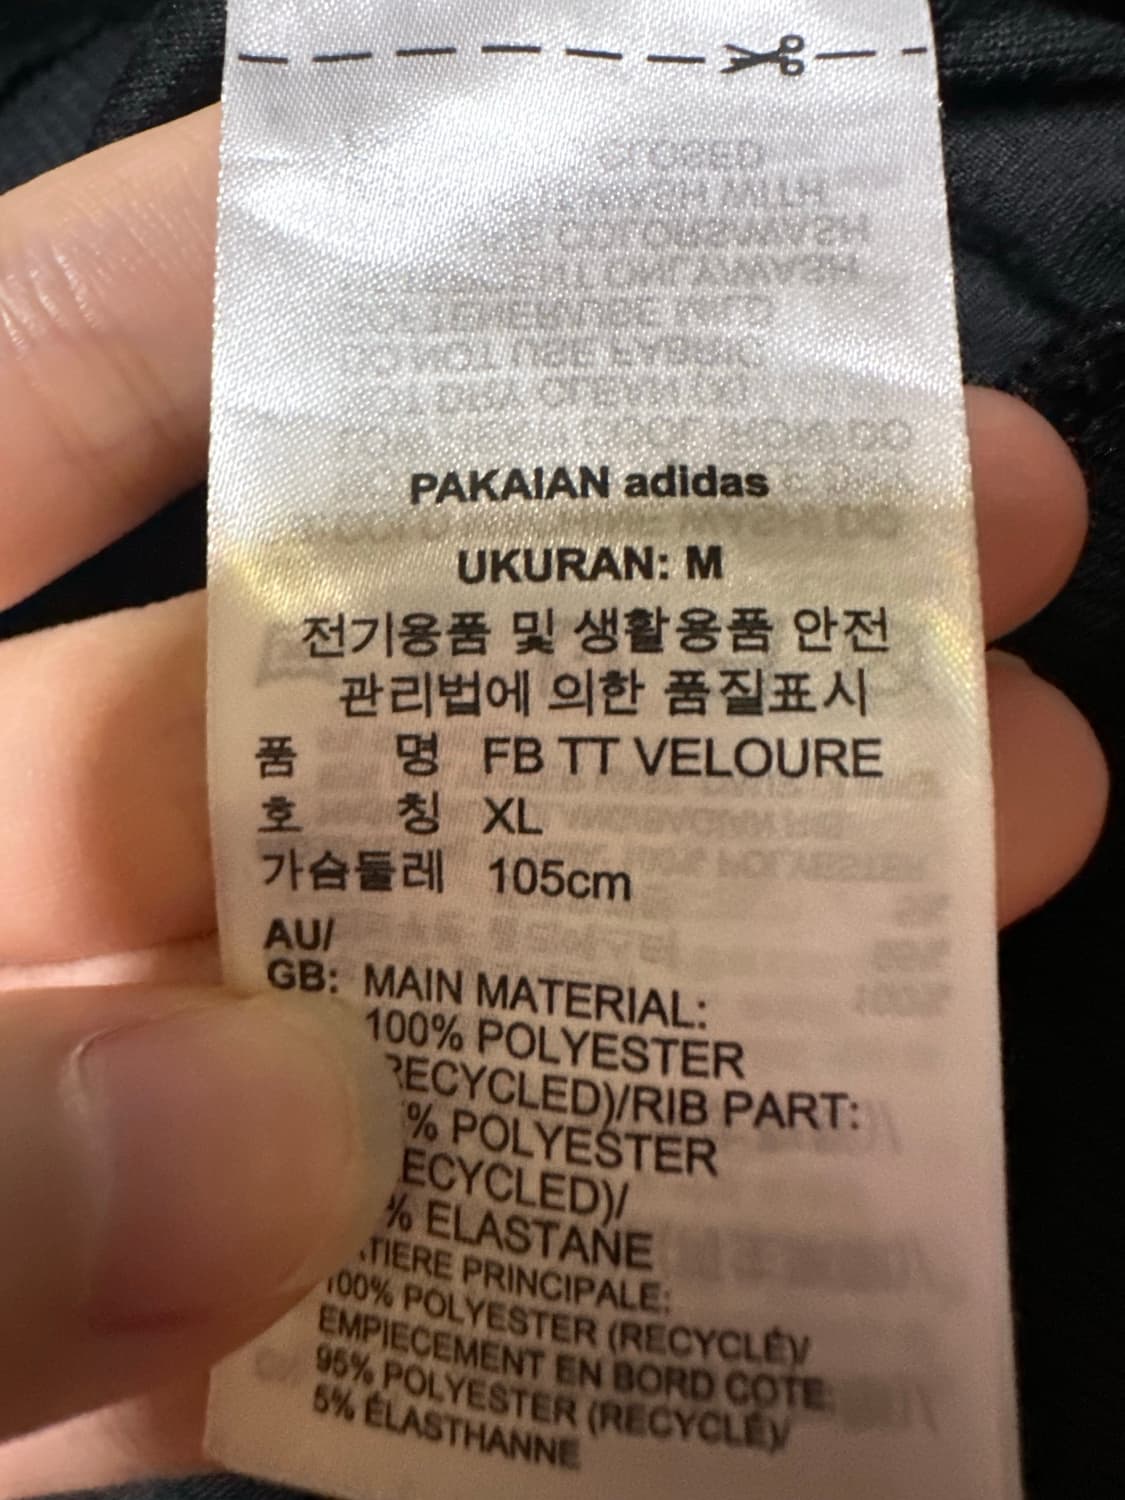 PAKAIAN adidas
UKURAN: M
전기용품 및 생활용품 안전
관리법에 의한 품질표시
품 명 FB TT VELOURE
호 칭 XL
가슴둘레 105cm
AU/
GB: MAIN MATERIAL:
100% POLYESTER
RECYCLED)/RIB PART:
% POLYESTER
ECYCLED)/
% ELASTANE
TIERE PRINCIPALE:
100% POLYESTER (RECYCLÉ)/
EMPIECEMENT EN BORD COTE:
95% POLYESTER (RECYCLÉ)/
5% ÉLASTHANNE